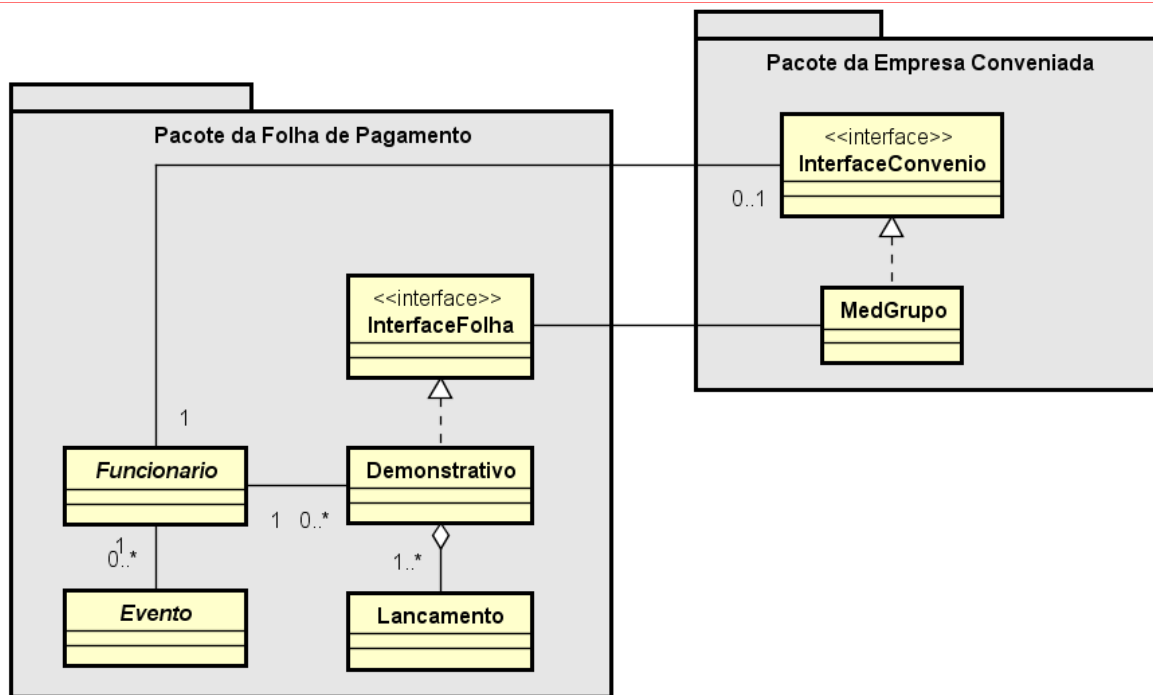 Pacote da Empresa Conveniada
<<interface>>
InterfaceConvenio
0..1
MedGrupo
Pacote da Folha de Pagamento
<<interface>>
InterfaceFolha
1
Funcionario
Demonstrativo
1 0..*
1
0..*
1..*
Evento
Lancamento